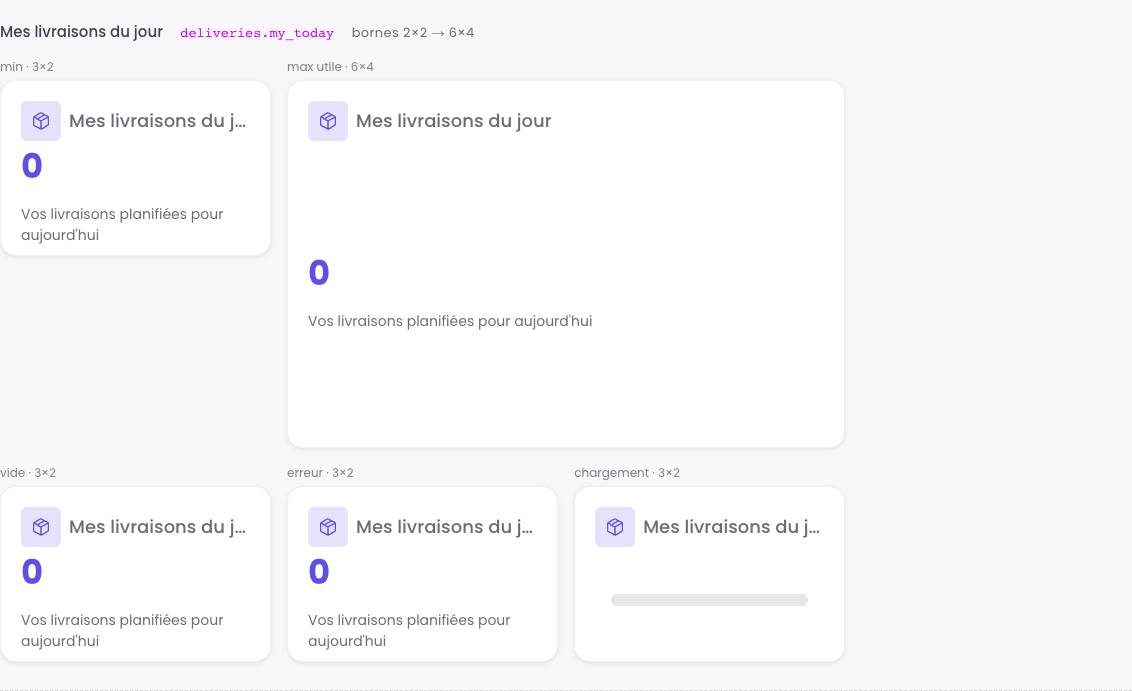 Mes livraisons du jour deliveries.my_today bornes 2×2 → 6×4
min · 3×2
max utile · 6×4
Mes livraisons du j...
0
Vos livraisons planifiées pour
aujourd'hui
Mes livraisons du jour
0
Vos livraisons planifiées pour aujourd'hui
vide · 3×2
erreur · 3×2
chargement · 3×2
Mes livraisons du j...
0
Vos livraisons planifiées pour
aujourd'hui
Mes livraisons du j...
0
Vos livraisons planifiées pour
aujourd'hui
Mes livraisons du j...